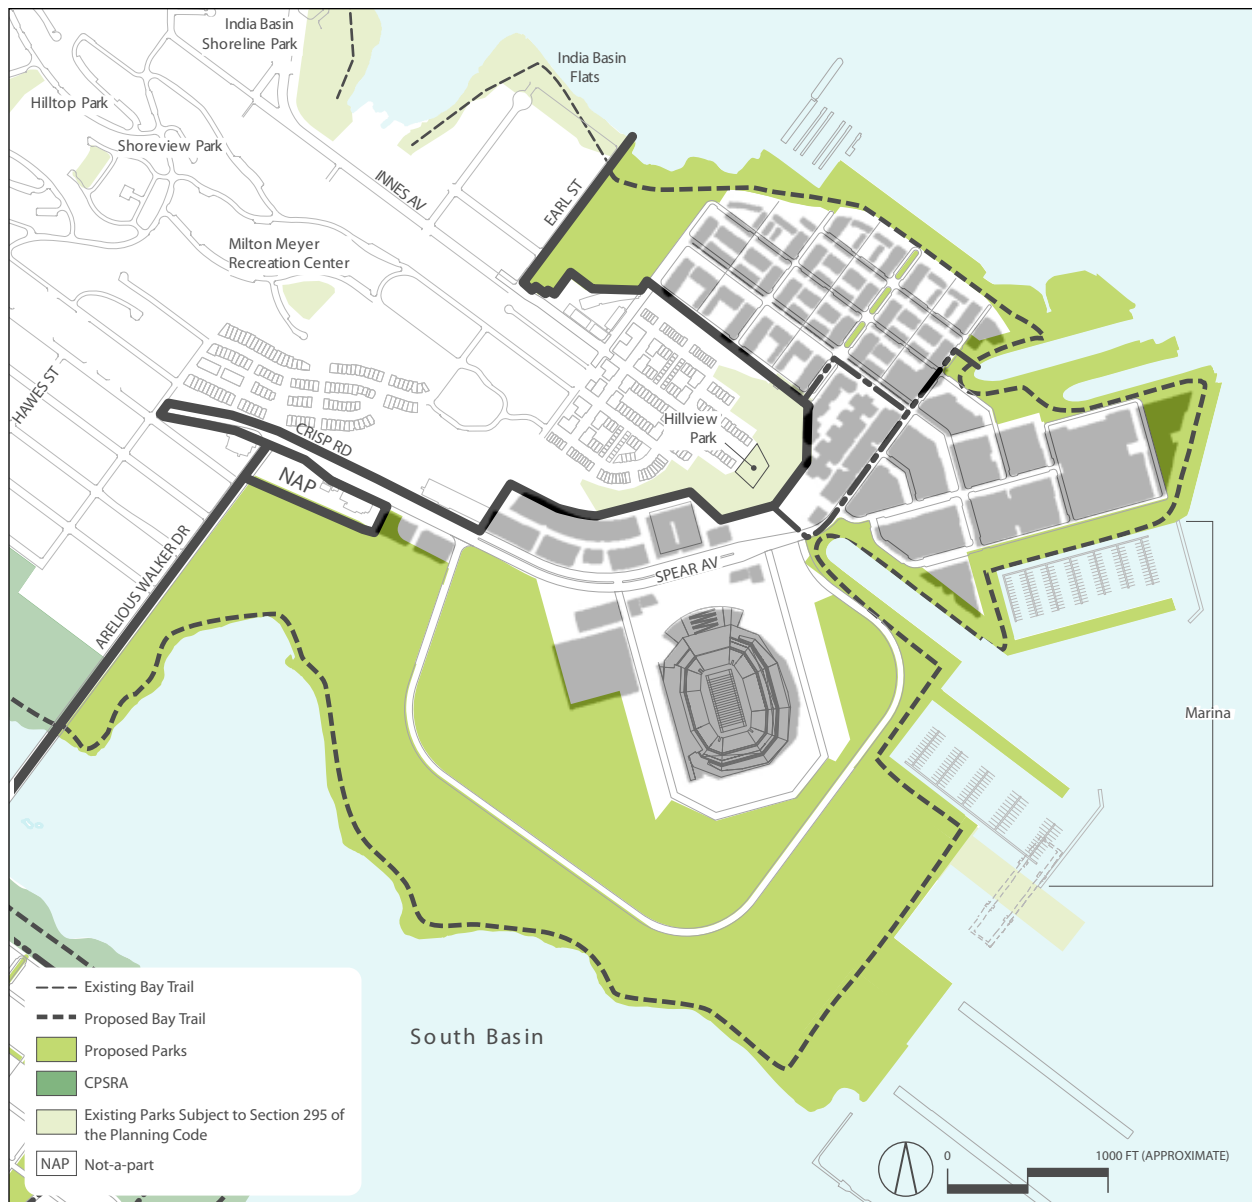 India Basin
Shoreline Park
India Basin
Flats
Hilltop Park
Shoreview Park
INNES AV
EARL ST
Milton Meyer
Recreation Center
HAWES ST
Hillview
Park
CRISP RD
NAP
SPEAR AV
ARELIOUS WALKER DR
Marina
South Basin
Existing Bay Trail
Proposed Bay Trail
Proposed Parks
CPSRA
Existing Parks Subject to Section 295 of
the Planning Code
NAP Not-a-part
0 1000 FT (APPROXIMATE)